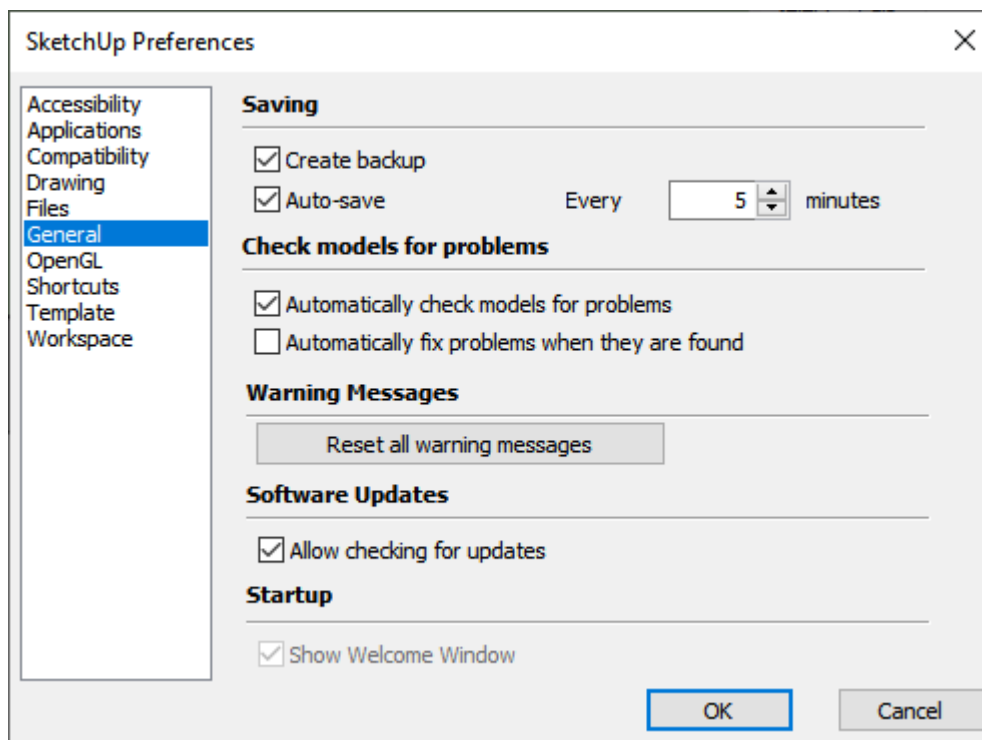 SketchUp Preferences
Accessibility
Applications
Compatibility
Drawing
Files
General
OpenGL
Shortcuts
Template
Workspace
Saving
Create backup
Auto-save Every 5 minutes
Check models for problems
Automatically check models for problems
Automatically fix problems when they are found
Warning Messages
Reset all warning messages
Software Updates
Allow checking for updates
Startup
Show Welcome Window
OK Cancel